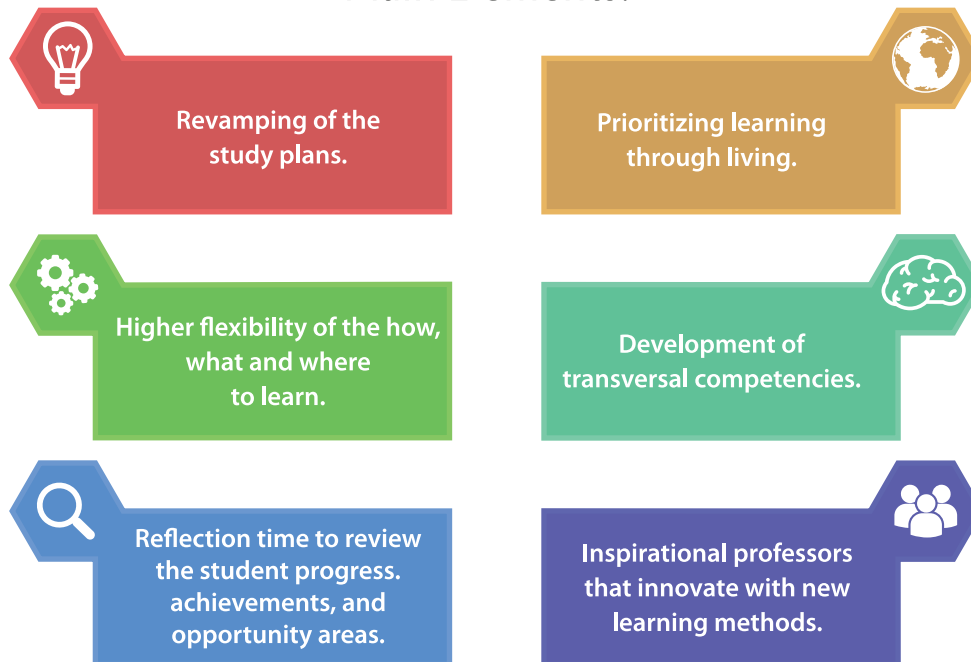 Revamping of the
study plans.
Prioritizing learning
through living.
Higher flexibility of the how,
what and where
to learn.
Development of
transversal competencies.
Reflection time to review
the student progress.
achievements, and
opportunity areas.
Inspirational professors
that innovate with new
learning methods.